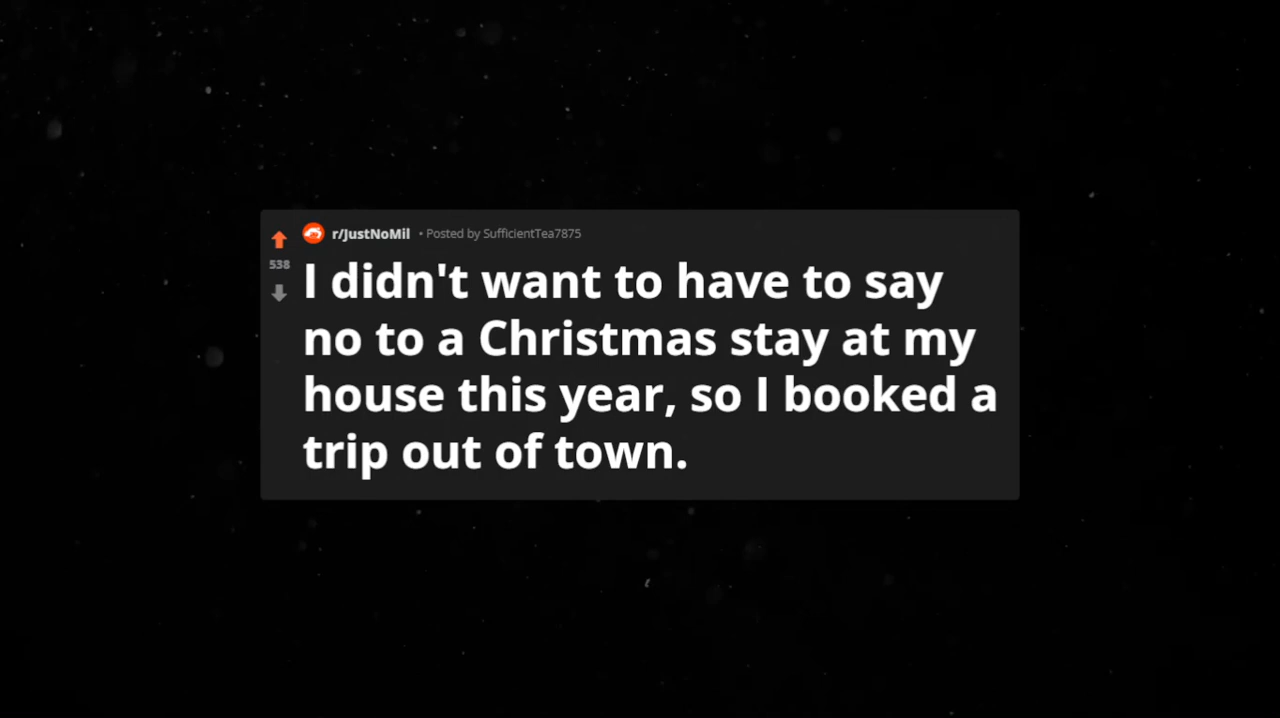 r/JustNoMil • Posted by SufficientTea7875
538
I didn't want to have to say
no to a Christmas stay at my
house this year, so I booked a
trip out of town.